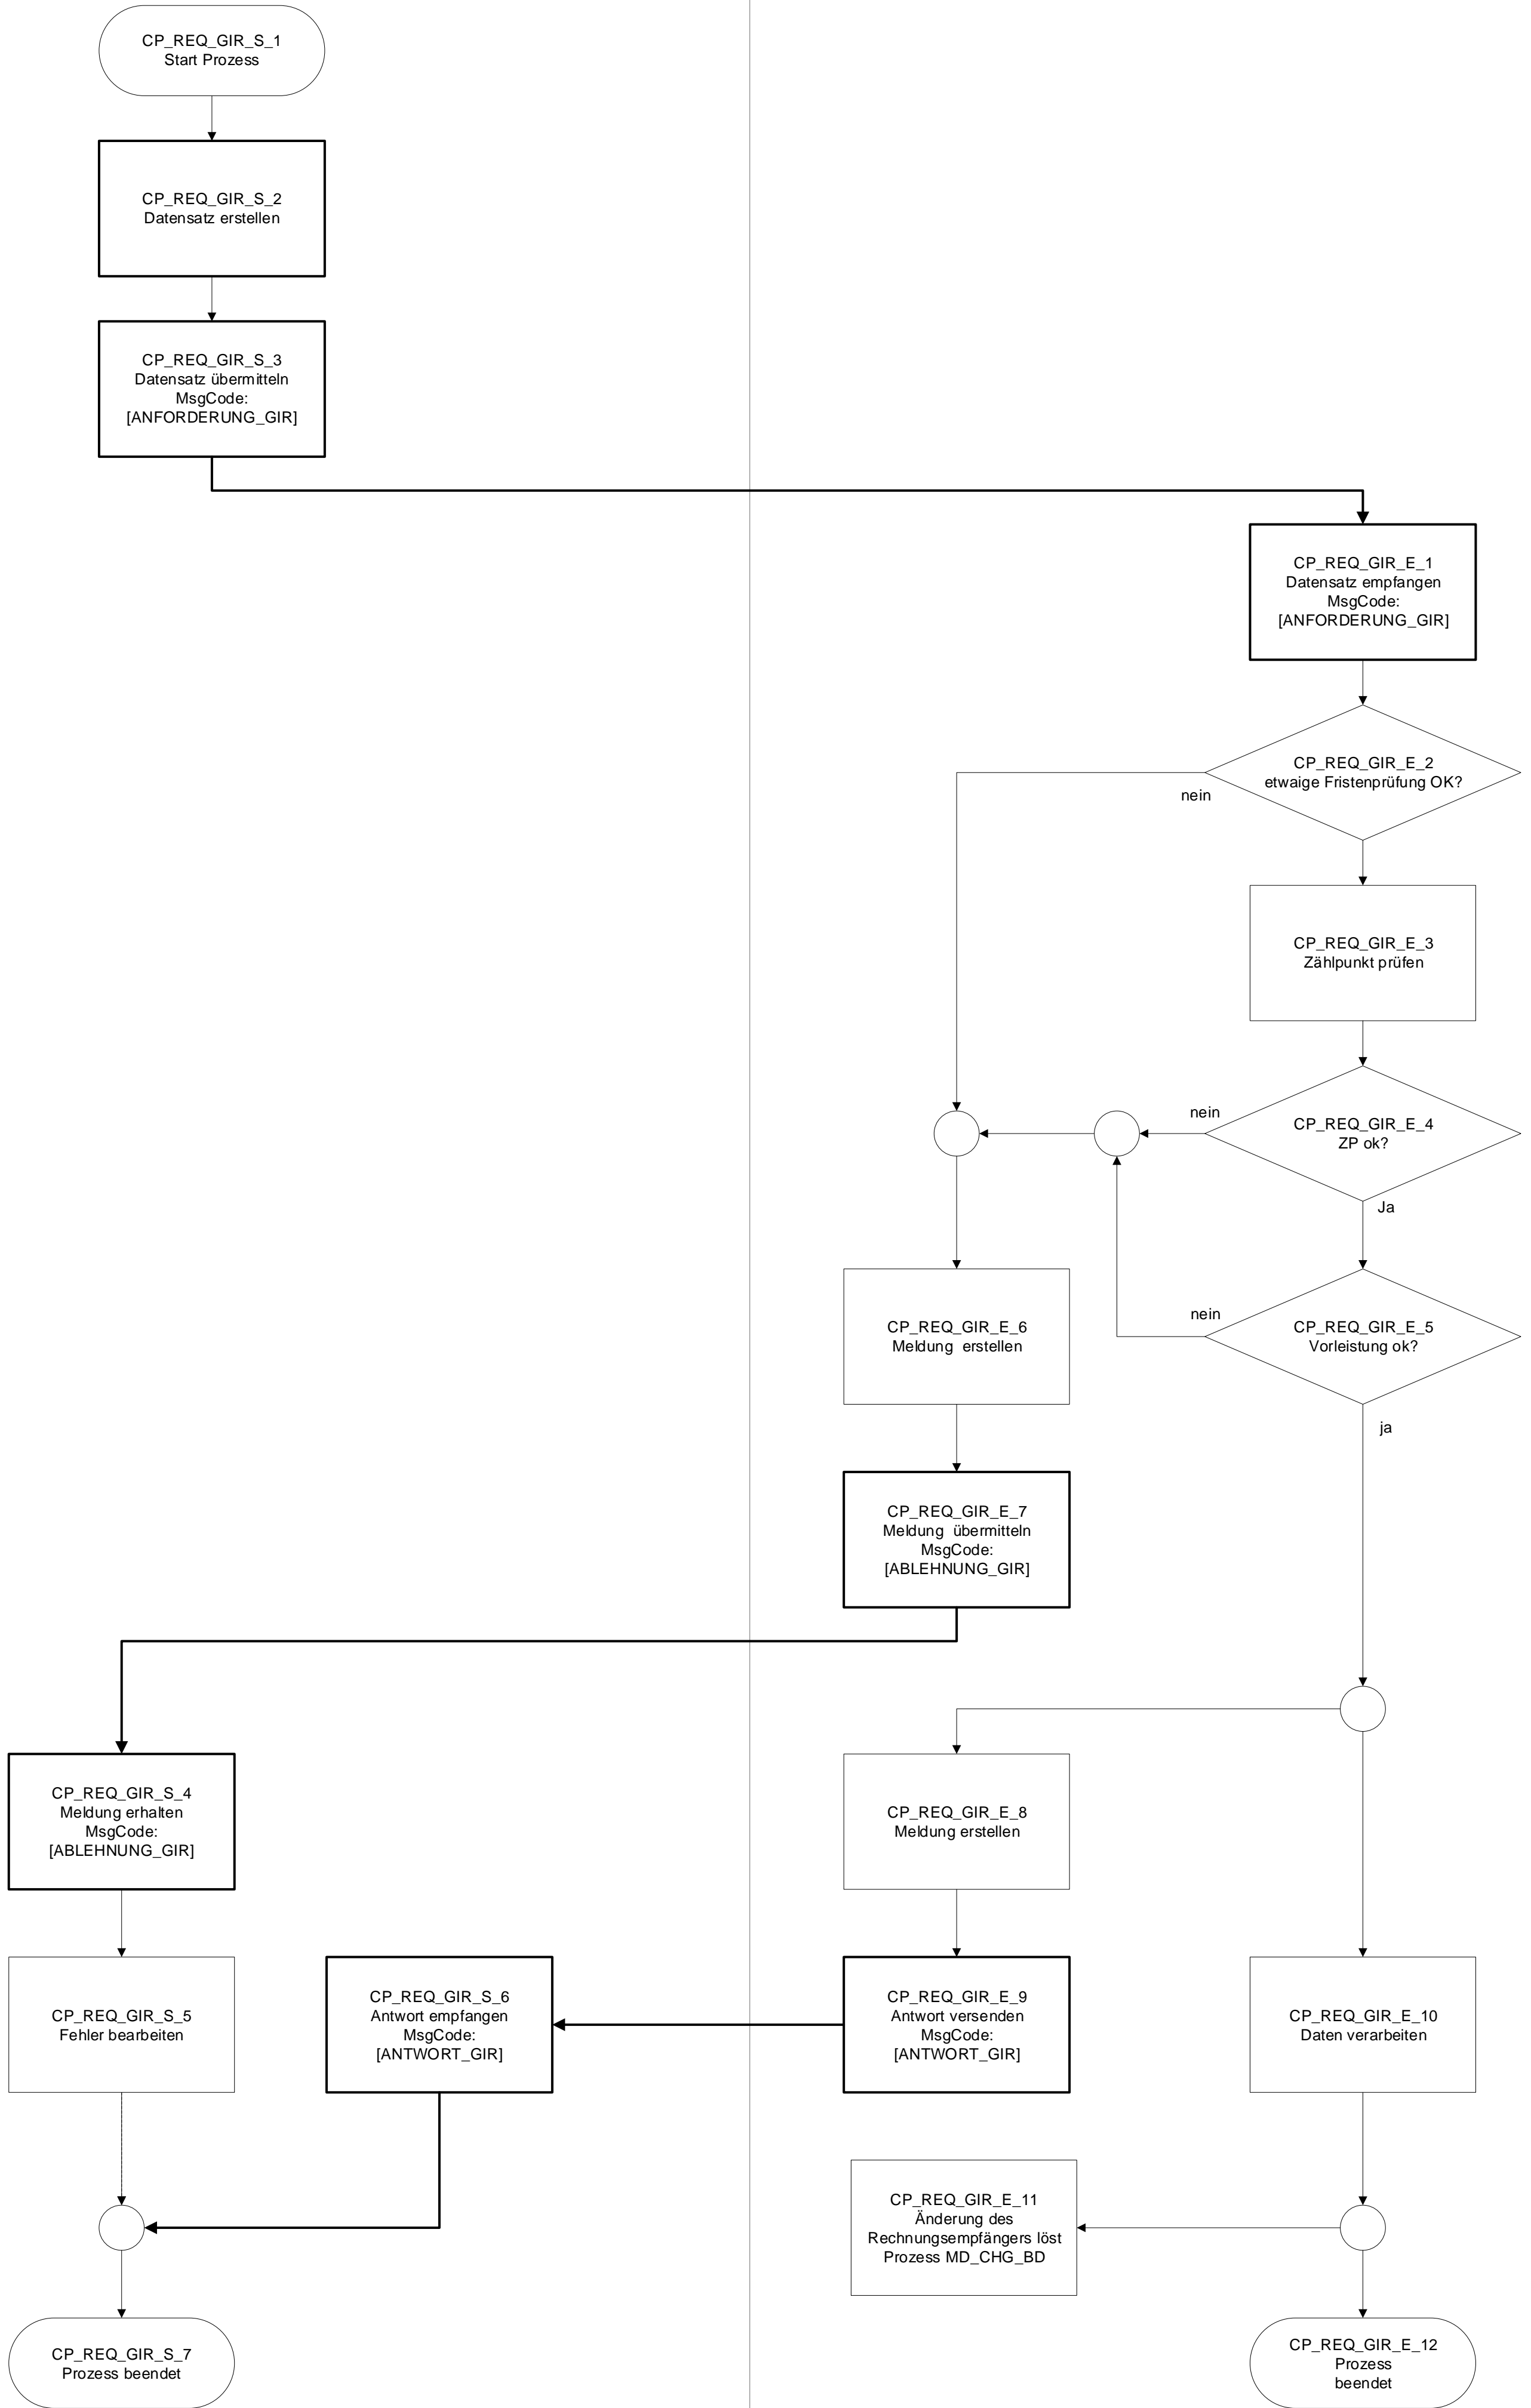 CP_REQ_GIR_S_1
Start Prozess
CP_REQ_GIR_S_2
Datensatz erstellen
CP_REQ_GIR_S_3
Datensatz übermitteln
MsgCode:
[ANFORDERUNG_GIR]
CP_REQ_GIR_E_1
Datensatz empfangen
MsgCode:
[ANFORDERUNG_GIR]
CP_REQ_GIR_E_2
etwaige Fristenprüfung OK?
nein
CP_REQ_GIR_E_3
Zählpunkt prüfen
nein
CP_REQ_GIR_E_4
ZP ok?
Ja
nein
CP_REQ_GIR_E_5
Vorleistung ok?
ja
CP_REQ_GIR_E_6
Meldung erstellen
CP_REQ_GIR_E_7
Meldung übermitteln
MsgCode:
[ABLEHNUNG_GIR]
CP_REQ_GIR_S_4
Meldung erhalten
MsgCode:
[ABLEHNUNG_GIR]
CP_REQ_GIR_E_8
Meldung erstellen
CP_REQ_GIR_S_5
Fehler bearbeiten
CP_REQ_GIR_S_6
Antwort empfangen
MsgCode:
[ANTWORT_GIR]
CP_REQ_GIR_E_9
Antwort versenden
MsgCode:
[ANTWORT_GIR]
CP_REQ_GIR_E_10
Daten verarbeiten
CP_REQ_GIR_E_11
Änderung des
Rechnungsempfängers löst
Prozess MD_CHG_BD
CP_REQ_GIR_S_7
Prozess beendet
CP_REQ_GIR_E_12
Prozess
beendet